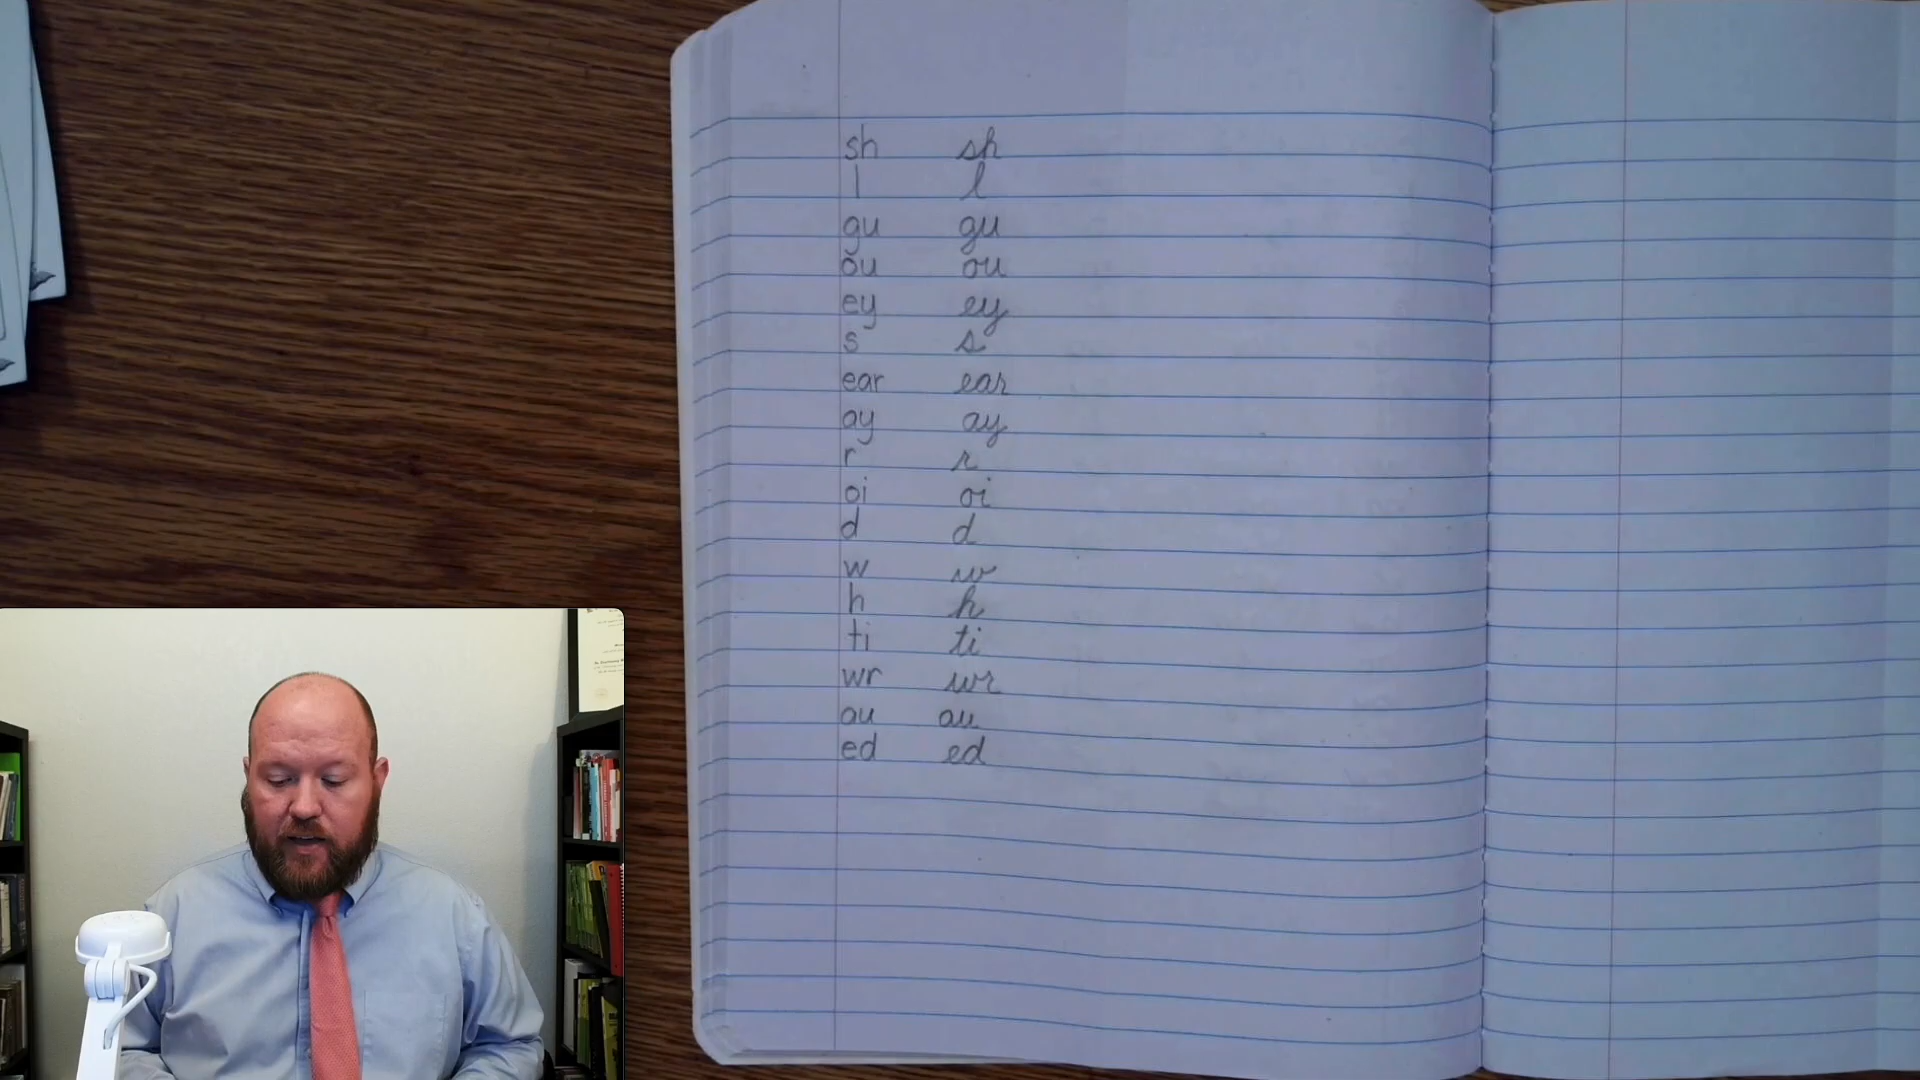 sh sh
l l
gu gu
ŏu ou
ey ey
s s
ear ear
ay ay
r r
oi oi
d d
w w
h h
ti ti
wr wr
au au
ed ed